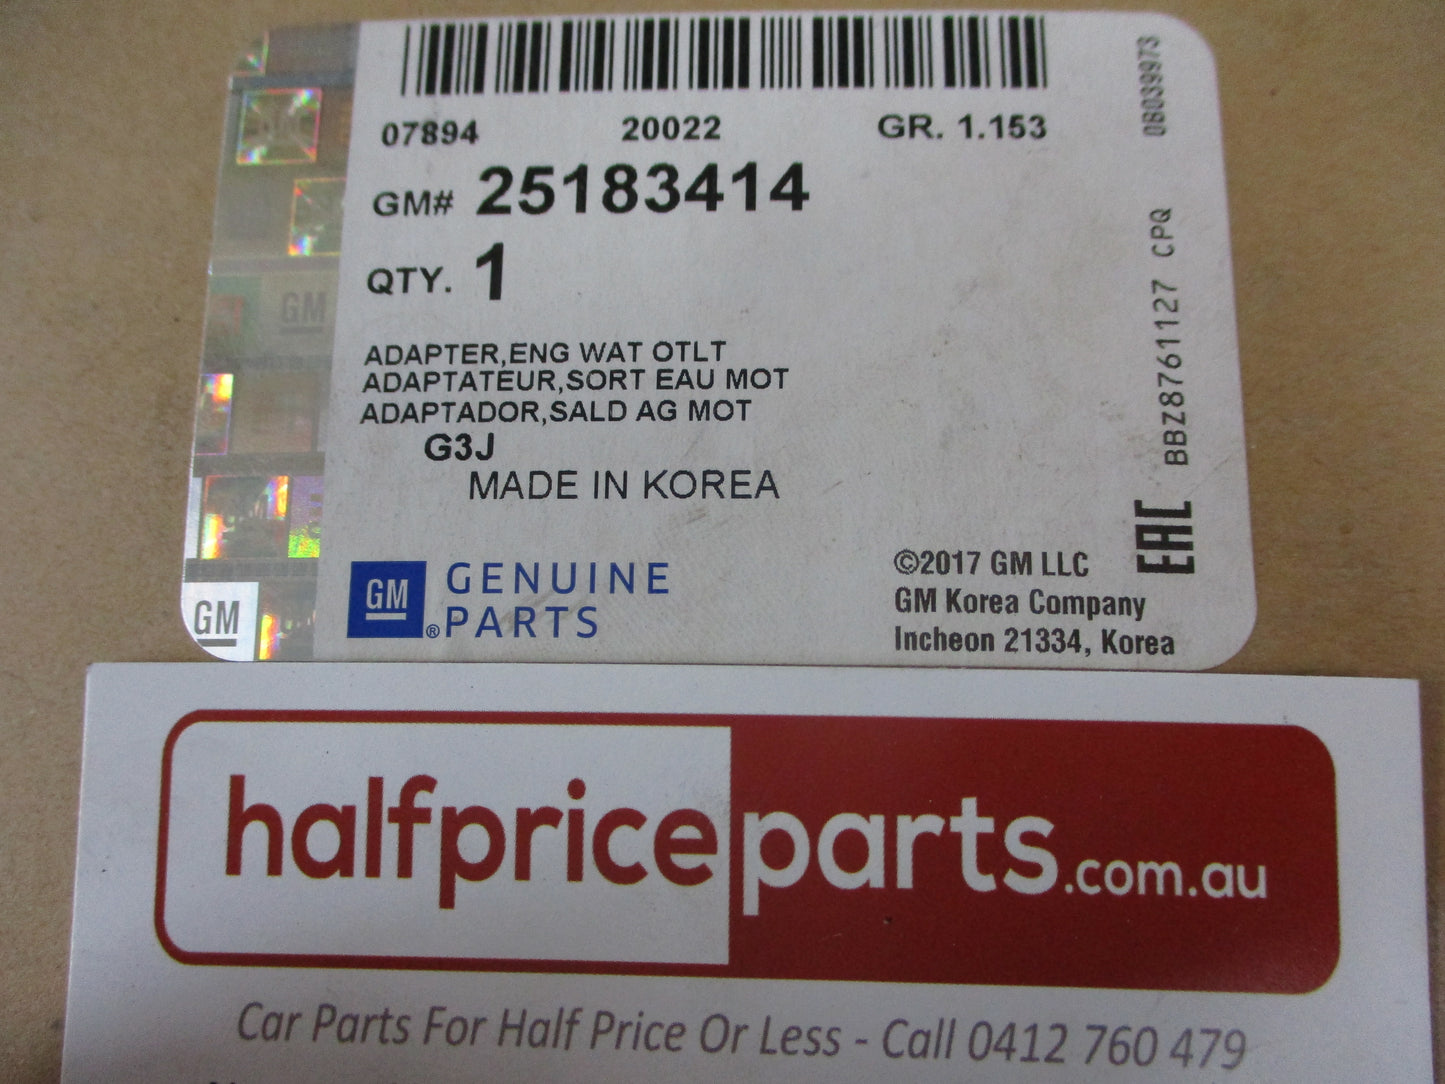 07894 20022 GR. 1.153
GM# 25183414
QTY. 1
ADAPTER,ENG WAT OTLT
ADAPTATEUR,SORT EAU MOT
ADAPTADOR,SALD AG MOT
G3J
MADE IN KOREA
GM GENUINE
®PARTS
©2017 GM LLC
GM Korea Company
Incheon 21334, Korea
0B039973
BBZ8761127 CPQ
EAC
GM
GM
halfpriceparts.com.au
Car Parts For Half Price Or Less - Call 0412 760 479